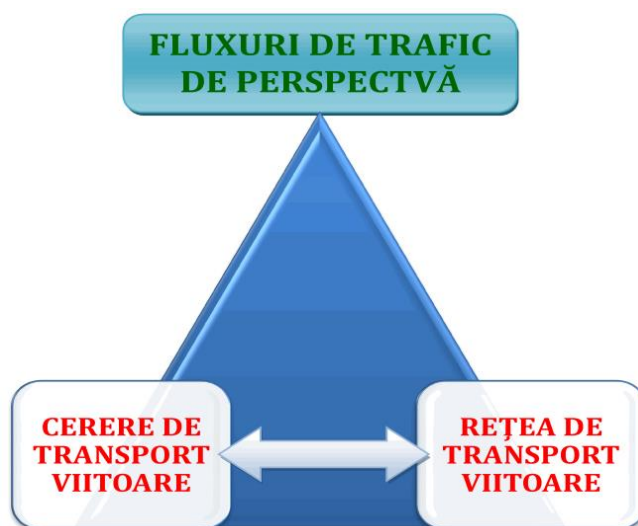 FLUXURI DE TRAFIC
DE PERSPECTVĂ
CERERE DE
TRANSPORT
VIITOARE
REŢEA DE
TRANSPORT
VIITOARE